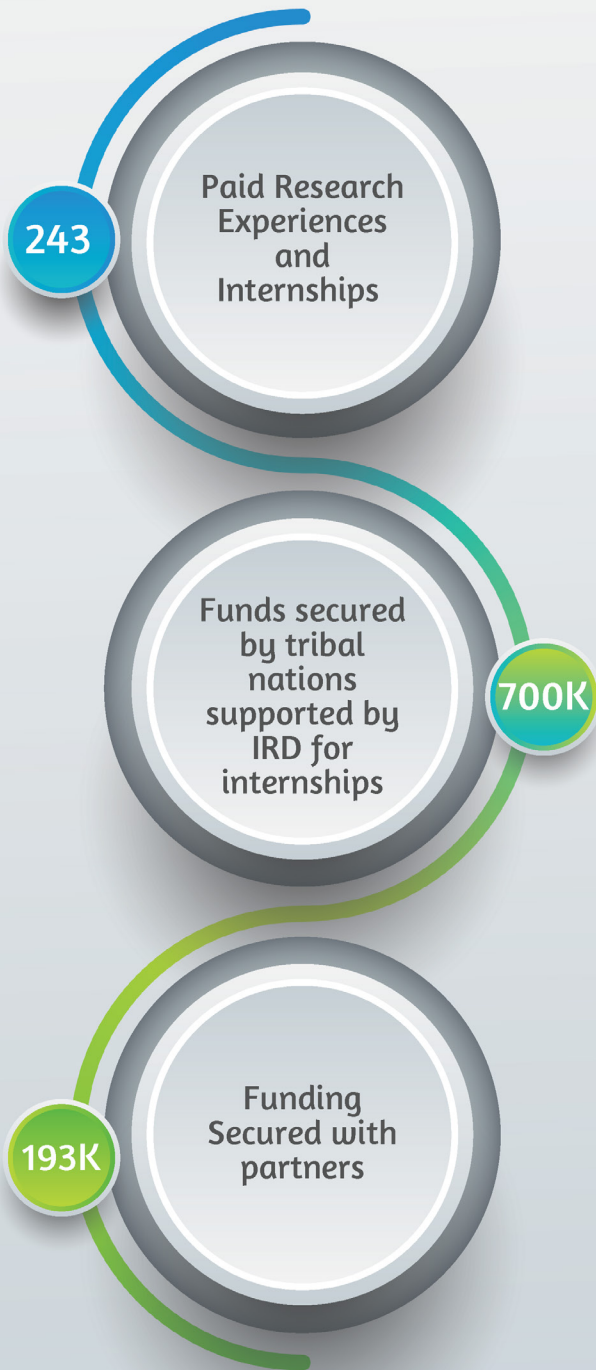 Paid Research
Experiences
and
Internships
243
Funds secured
by tribal
nations
supported by
IRD for
internships
700K
Funding
Secured with
partners
193K